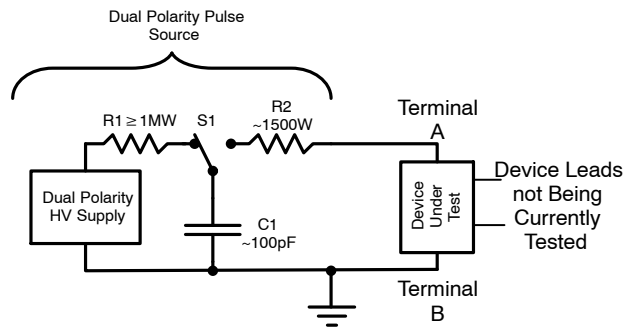 Dual Polarity Pulse
Source
R1 ≥ 1MW
S1
R2
~1500W
Terminal
A
Dual Polarity
HV Supply
C1
~100pF
Device
Under
Test
Device Leads
not Being
Currently
Tested
Terminal
B